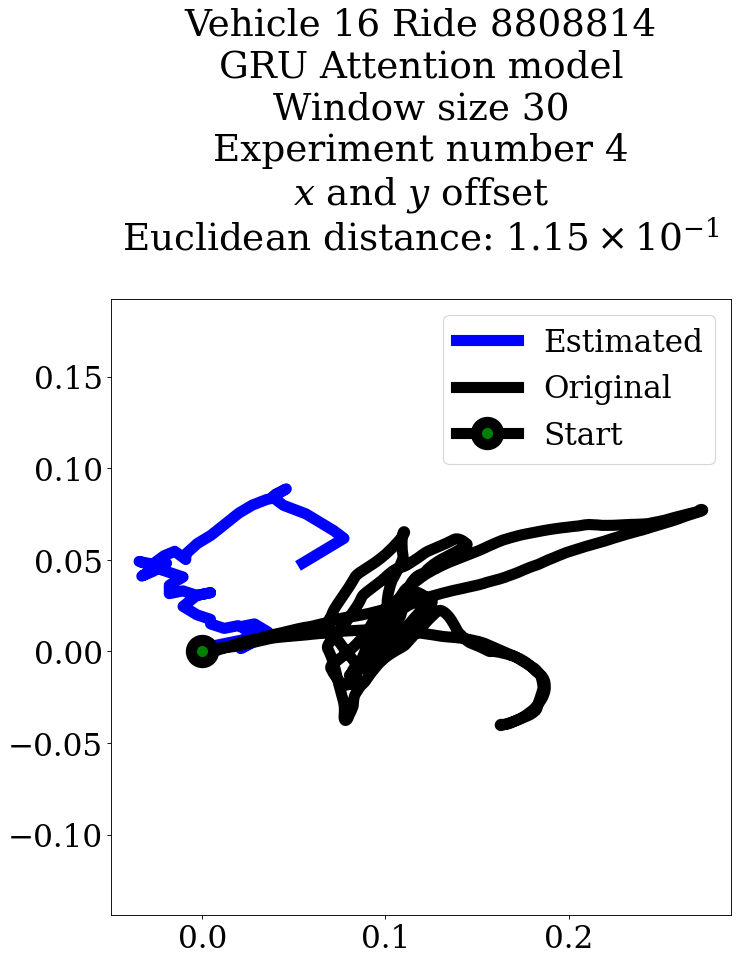 Vehicle 16 Ride 8808814
GRU Attention model
Window size 30
Experiment number 4
x and y offset
Euclidean distance: 1.15 × 10⁻¹
Estimated
Original
Start
0.15
0.10
0.05
0.00
−0.05
−0.10
0.0 0.1 0.2